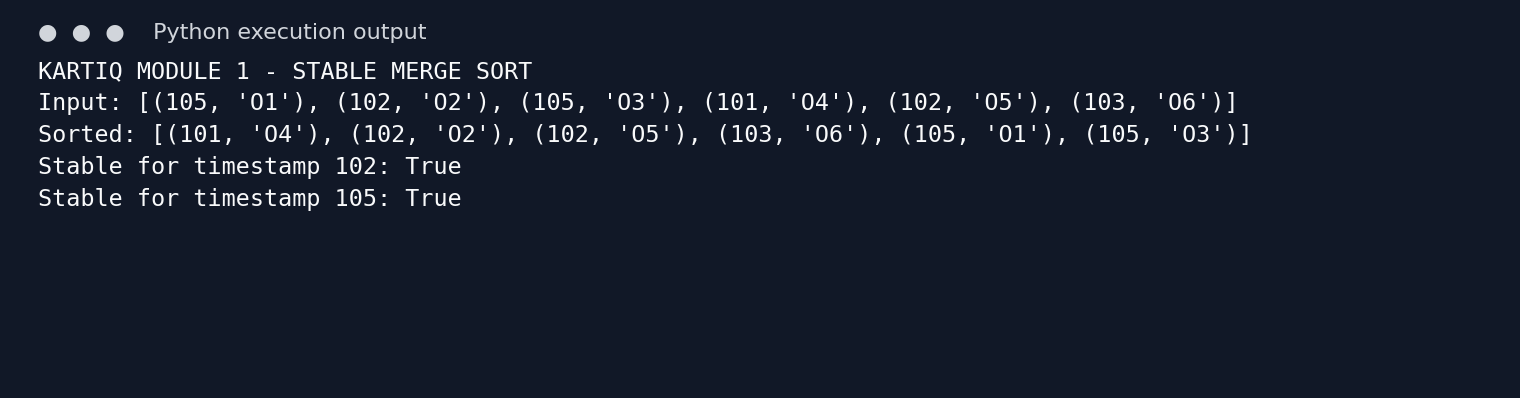 Python execution output
KARTIQ MODULE 1 - STABLE MERGE SORT
Input: [(105, 'O1'), (102, 'O2'), (105, 'O3'), (101, 'O4'), (102, 'O5'), (103, 'O6')]
Sorted: [(101, 'O4'), (102, 'O2'), (102, 'O5'), (103, 'O6'), (105, 'O1'), (105, 'O3')]
Stable for timestamp 102: True
Stable for timestamp 105: True